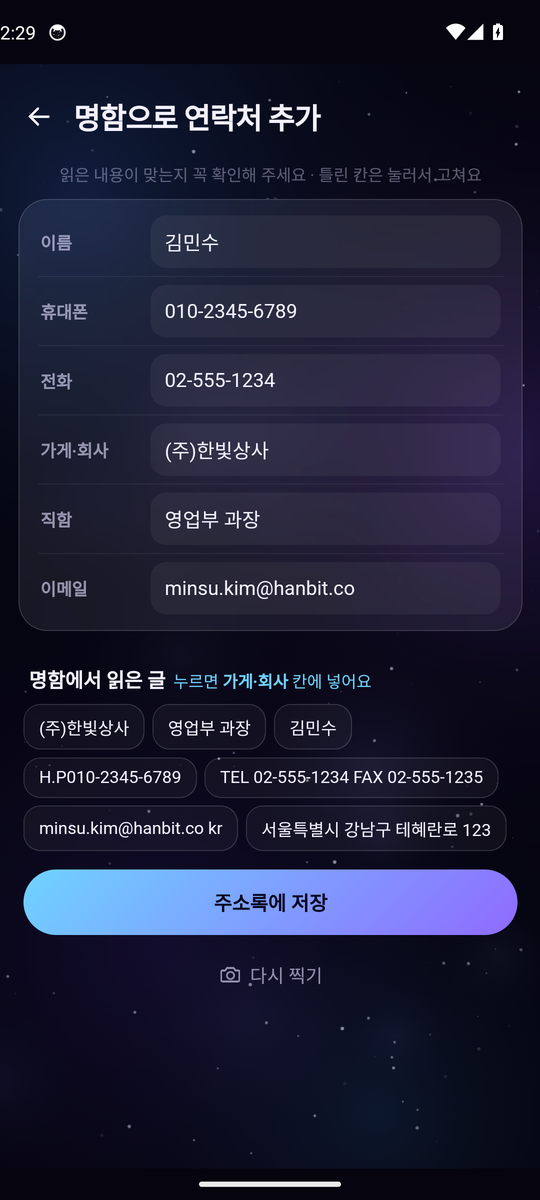 2:29
명함으로 연락처 추가
읽은 내용이 맞는지 꼭 확인해 주세요 · 틀린 칸은 눌러서 고쳐요
이름 김민수
휴대폰 010-2345-6789
전화 02-555-1234
가게·회사 (주)한빛상사
직함 영업부 과장
이메일 minsu.kim@hanbit.co
명함에서 읽은 글 누르면 가게·회사 칸에 넣어요
(주)한빛상사 영업부 과장 김민수
H.P010-2345-6789 TEL 02-555-1234 FAX 02-555-1235
minsu.kim@hanbit.co kr 서울특별시 강남구 테헤란로 123
주소록에 저장
다시 찍기